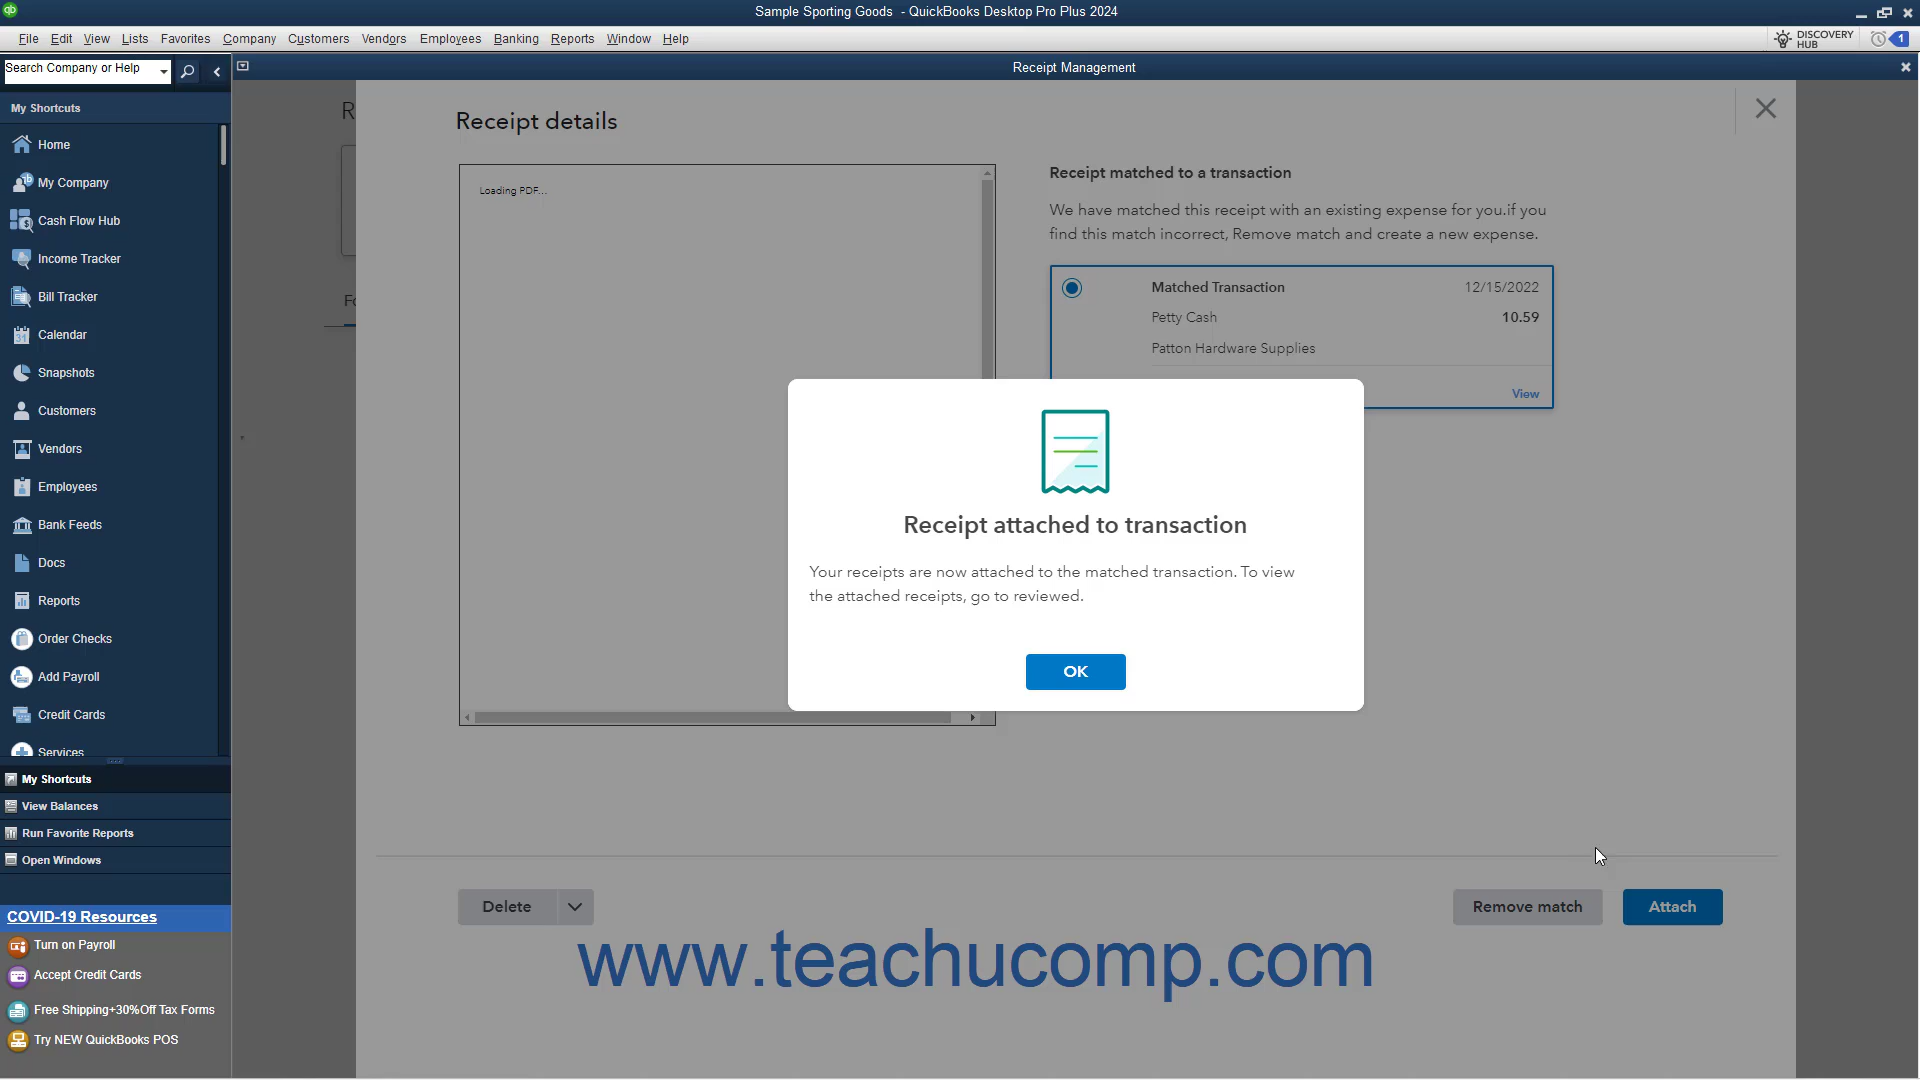 Sample Sporting Goods - QuickBooks Desktop Pro Plus 2024
File Edit View Lists Favorites Company Customers Vendors Employees Banking Reports Window Help
DISCOVERY
HUB
1
Search Company or Help
Receipt Management
My Shortcuts
Home
My Company
Cash Flow Hub
Income Tracker
Bill Tracker
Calendar
Snapshots
Customers
Vendors
Employees
Bank Feeds
Docs
Reports
Order Checks
Add Payroll
Credit Cards
Services
My Shortcuts
View Balances
Run Favorite Reports
Open Windows
COVID-19 Resources
Turn on Payroll
Accept Credit Cards
Free Shipping+30%Off Tax Forms
Try NEW QuickBooks POS
R
Fo
Receipt details
Loading PDF...
Receipt matched to a transaction
We have matched this receipt with an existing expense for you.if you
find this match incorrect, Remove match and create a new expense.
Matched Transaction 12/15/2022
Petty Cash 10.59
Patton Hardware Supplies
View
Receipt attached to transaction
Your receipts are now attached to the matched transaction. To view
the attached receipts, go to reviewed.
OK
Delete
Remove match
Attach
www.teachucomp.com